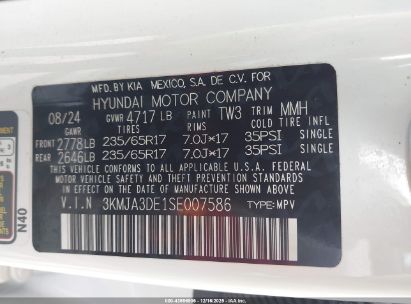 MFD BY KIA MEXICO, S.A. DE C.V. FOR
HYUNDAI MOTOR COMPANY
08/24 GVWR 4717 LB PAINT TW3 TRIM MMH
GAWR TIRES RIMS COLD TIRE INFL
FRONT 2778LB 235/65R17 7.0J×17 35PSI SINGLE
REAR 2646LB 235/65R17 7.0J×17 35PSI SINGLE
THIS VEHICLE CONFORMS TO ALL APPLICABLE U.S.A. FEDERAL
MOTOR VEHICLE SAFETY AND THEFT PREVENTION STANDARDS
IN EFFECT ON THE DATE OF MANUFACTURE SHOWN ABOVE
V.I.N 3KMJA3DE1SE007586 TYPE:MPV
N40